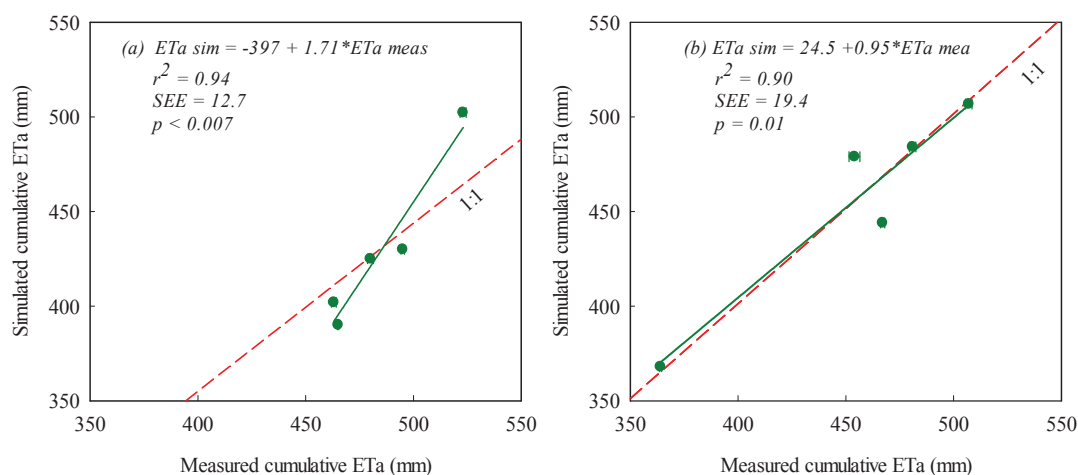 550
500
450
400
350
Simulated cumulative ETa (mm)
(a) ETa sim = -397 + 1.71*ETa meas
r2 = 0.94
SEE = 12.7
p < 0.007
1:1
350
400
450
500
550
Measured cumulative ETa (mm)
550
500
450
400
350
Simulated cumulative ETa (mm)
(b) ETa sim = 24.5 +0.95*ETa mea
r2 = 0.90
SEE = 19.4
p = 0.01
1:1
350
400
450
500
550
Measured cumulative ETa (mm)